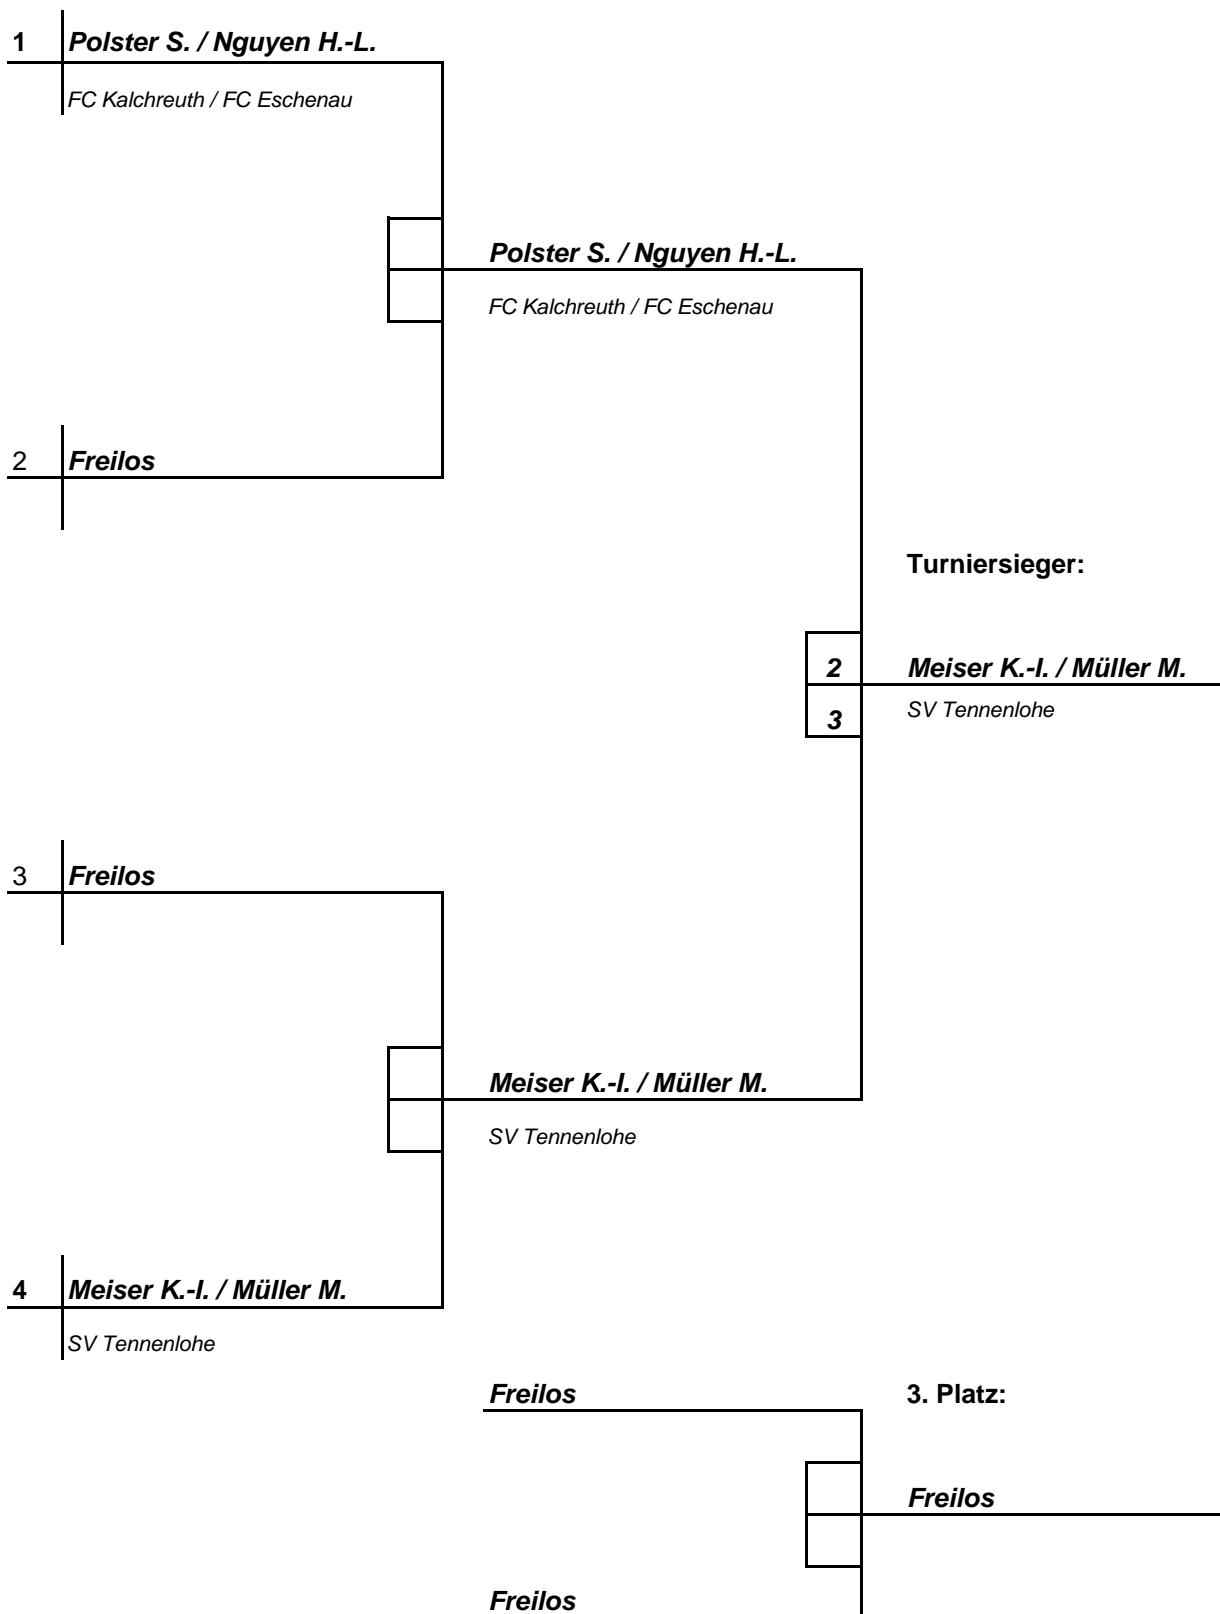 1 Polster S. / Nguyen H.-L.
FC Kalchreuth / FC Eschenau
Polster S. / Nguyen H.-L.
FC Kalchreuth / FC Eschenau
2 Freilos
Turniersieger:
2 Meiser K.-I. / Müller M.
3 SV Tennenlohe
3 Freilos
Meiser K.-I. / Müller M.
SV Tennenlohe
4 Meiser K.-I. / Müller M.
SV Tennenlohe
Freilos 3. Platz:
Freilos
Freilos